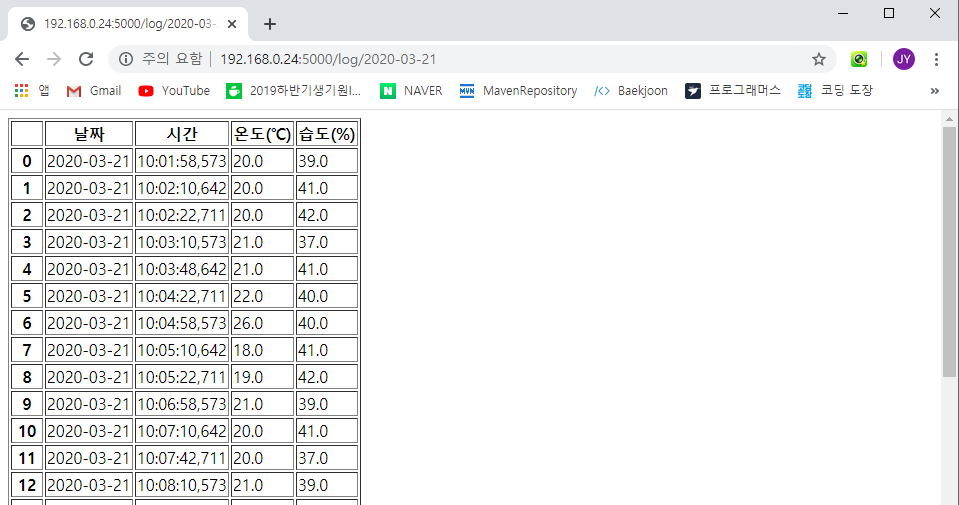 192.168.0.24:5000/log/2020-03-
주의 요함 192.168.0.24:5000/log/2020-03-21 JY
앱 Gmail YouTube 2019하반기생기원I... NAVER MVN MavenRepository </> Baekjoon 프로그래머스 코딩 도장 »
날짜 시간 온도(℃) 습도(%)
0 2020-03-21 10:01:58,573 20.0 39.0
1 2020-03-21 10:02:10,642 20.0 41.0
2 2020-03-21 10:02:22,711 20.0 42.0
3 2020-03-21 10:03:10,573 21.0 37.0
4 2020-03-21 10:03:48,642 21.0 41.0
5 2020-03-21 10:04:22,711 22.0 40.0
6 2020-03-21 10:04:58,573 26.0 40.0
7 2020-03-21 10:05:10,642 18.0 41.0
8 2020-03-21 10:05:22,711 19.0 42.0
9 2020-03-21 10:06:58,573 21.0 39.0
10 2020-03-21 10:07:10,642 20.0 41.0
11 2020-03-21 10:07:42,711 20.0 37.0
12 2020-03-21 10:08:10,573 21.0 39.0